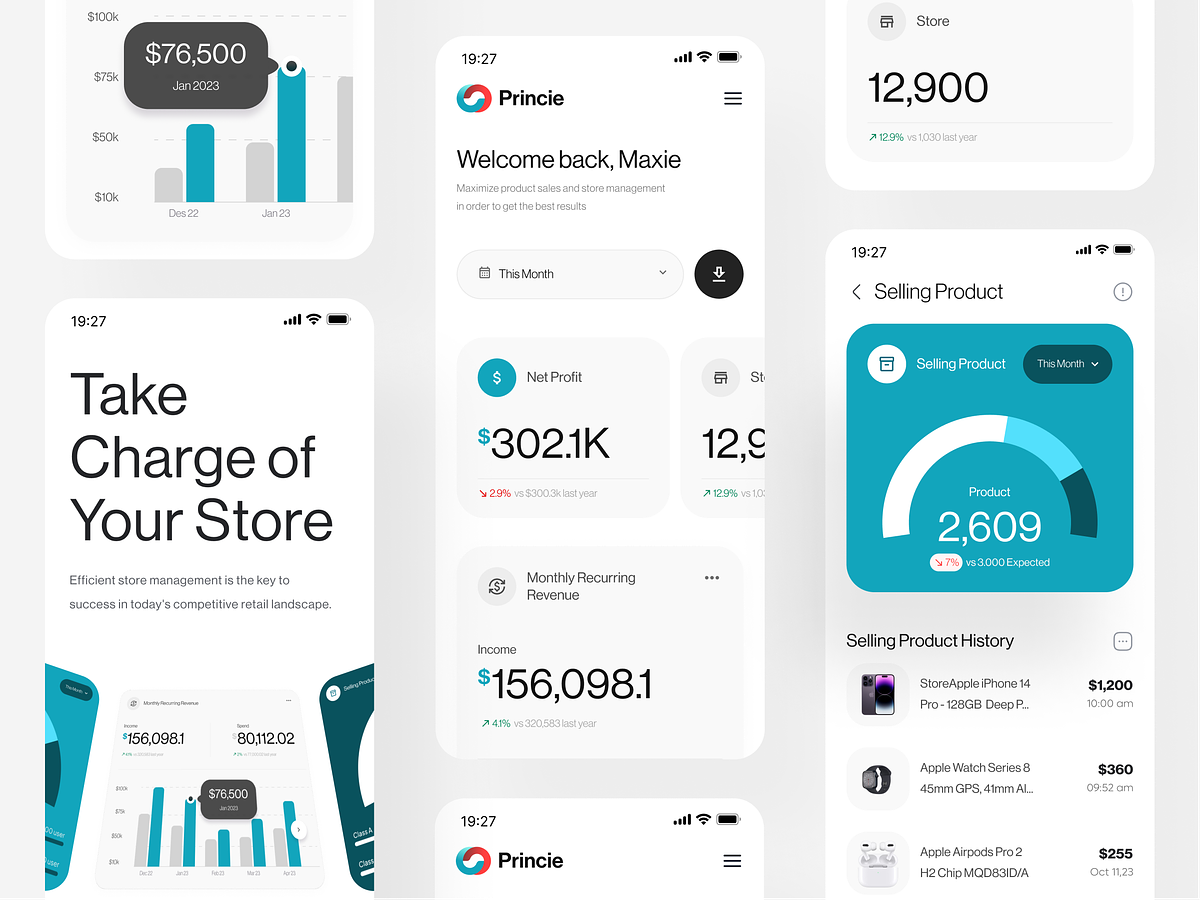 $100k
$75k
$50k
$10k
$76,500
Jan 2023
Des 22
Jan 23
19:27
Take
Charge of
Your Store
Efficient store management is the key to
success in today's competitive retail landscape.
This Month
Selling Produc
Monthly Recurring Revenue
Income
$156,098.1
Spend
$80,112.02
$100k
$75k
$50k
$10k
$76,500
Jan 2023
Dec 22
Jan 23
Feb 23
Mar 23
Apr 23
00 user
0 user
Class A
Class
19:27
Princie
Welcome back, Maxie
Maximize product sales and store management
in order to get the best results
This Month
Net Profit
$302.1K
2.9% vs $300.3k last year
St
12,9
12.9% vs 1,03
Monthly Recurring
Revenue
Income
$156,098.1
4.1% vs 320,583 last year
19:27
Princie
Store
12,900
12.9% vs 1,030 last year
19:27
Selling Product
Selling Product
This Month
Product
2,609
7% vs 3.000 Expected
Selling Product History
StoreApple iPhone 14
Pro - 128GB Deep P...
$1,200
10:00 am
Apple Watch Series 8
45mm GPS, 41mm Al...
$360
09:52 am
Apple Airpods Pro 2
H2 Chip MQD83ID/A
$255
Oct 11,23